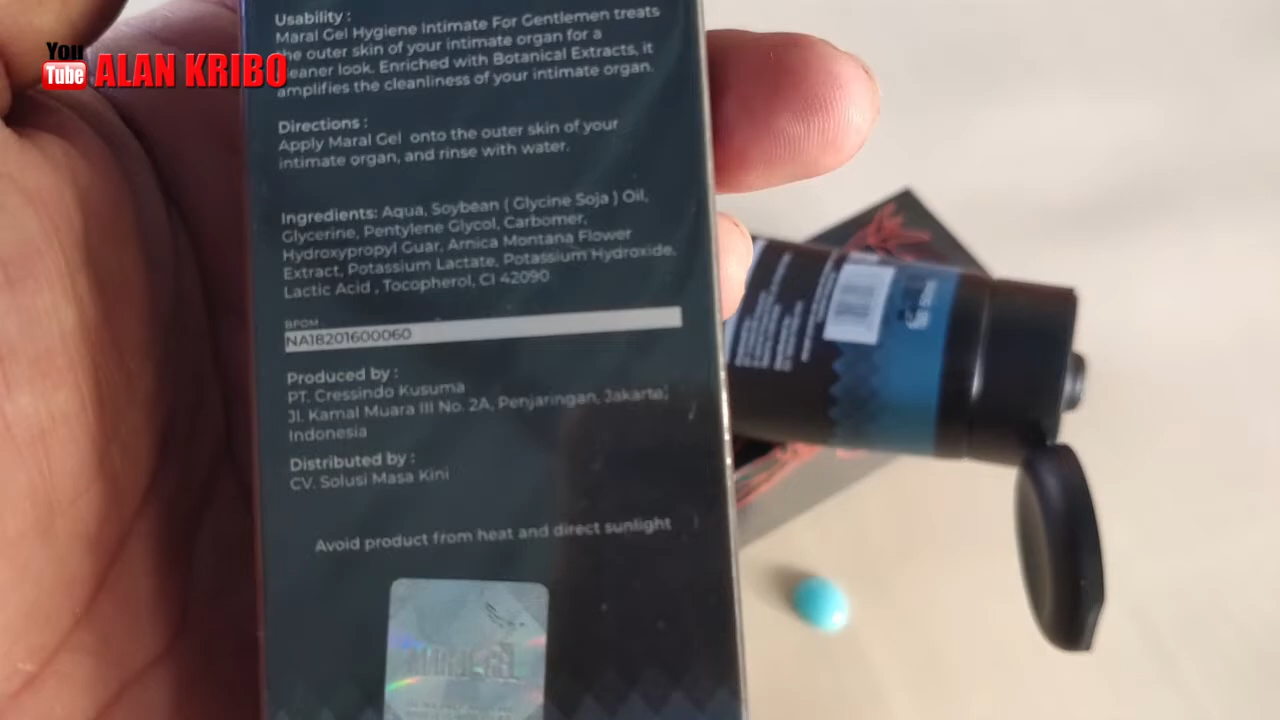 You
Tube ALAN KRIBO
Usability :
Maral Gel Hygiene Intimate For Gentlemen treats
the outer skin of your intimate organ for a
cleaner look. Enriched with Botanical Extracts, it
amplifies the cleanliness of your intimate organ.
Directions :
Apply Maral Gel onto the outer skin of your
intimate organ, and rinse with water.
Ingredients: Aqua, Soybean ( Glycine Soja ) Oil,
Glycerine, Pentylene Glycol, Carbomer,
Hydroxypropyl Guar, Arnica Montana Flower
Extract, Potassium Lactate, Potassium Hydroxide,
Lactic Acid , Tocopherol, CI 42090
BPOM
NA18201600060
Produced by :
PT. Cressindo Kusuma
Jl. Kamal Muara III No. 2A, Penjaringan, Jakarta,
Indonesia
Distributed by :
CV. Solusi Masa Kini
Avoid product from heat and direct sunlight